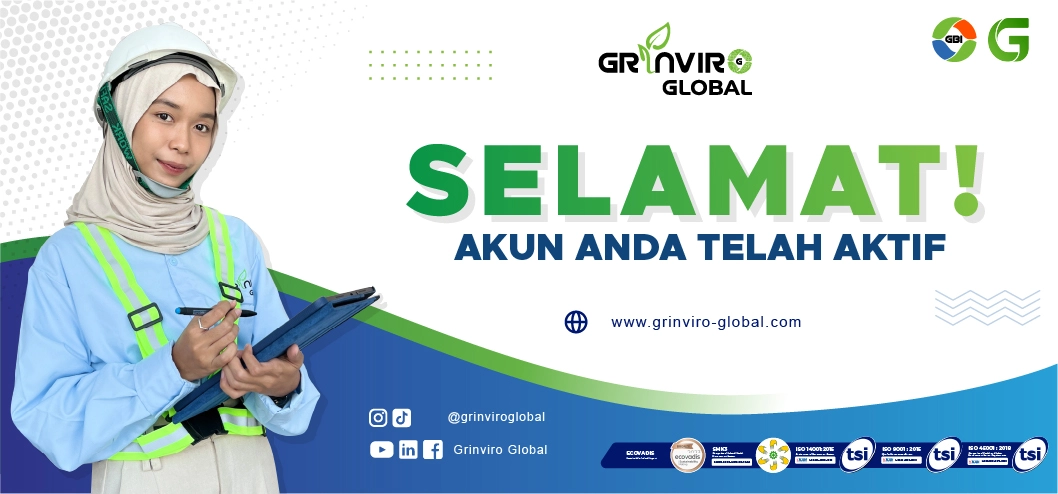 GRINVIRO
GLOBAL
GBI
G
SELAMAT!
AKUN ANDA TELAH AKTIF
www.grinviro-global.com
@grinviroglobal
Grinviro Global
ECOVADIS
ecovadis
SMK3
ISO 14001:2015
tsi
ISO 9001 : 2015
tsi
ISO 45001 : 2018
tsi